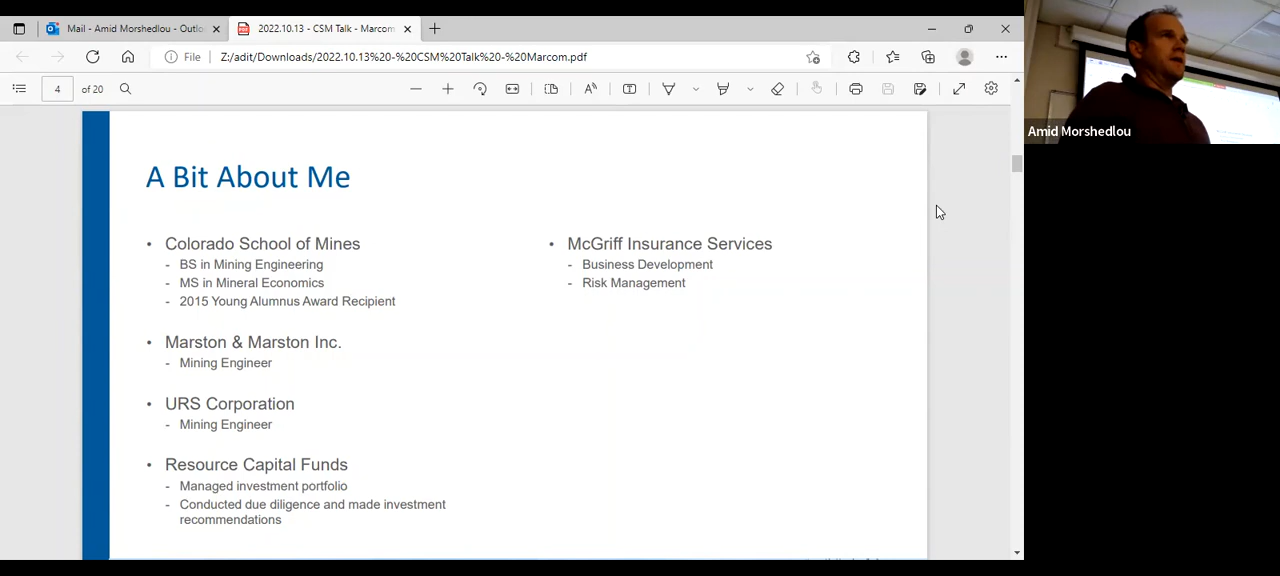 Mail - Amid Morshedlou - Outlo
2022.10.13 - CSM Talk - Marcom
File
Z:/adit/Downloads/2022.10.13%20-%20CSM%20Talk%20-%20Marcom.pdf
4 of 20
Amid Morshedlou
A Bit About Me
• Colorado School of Mines
- BS in Mining Engineering
- MS in Mineral Economics
- 2015 Young Alumnus Award Recipient
• Marston & Marston Inc.
- Mining Engineer
• URS Corporation
- Mining Engineer
• Resource Capital Funds
- Managed investment portfolio
- Conducted due diligence and made investment
recommendations
• McGriff Insurance Services
- Business Development
- Risk Management